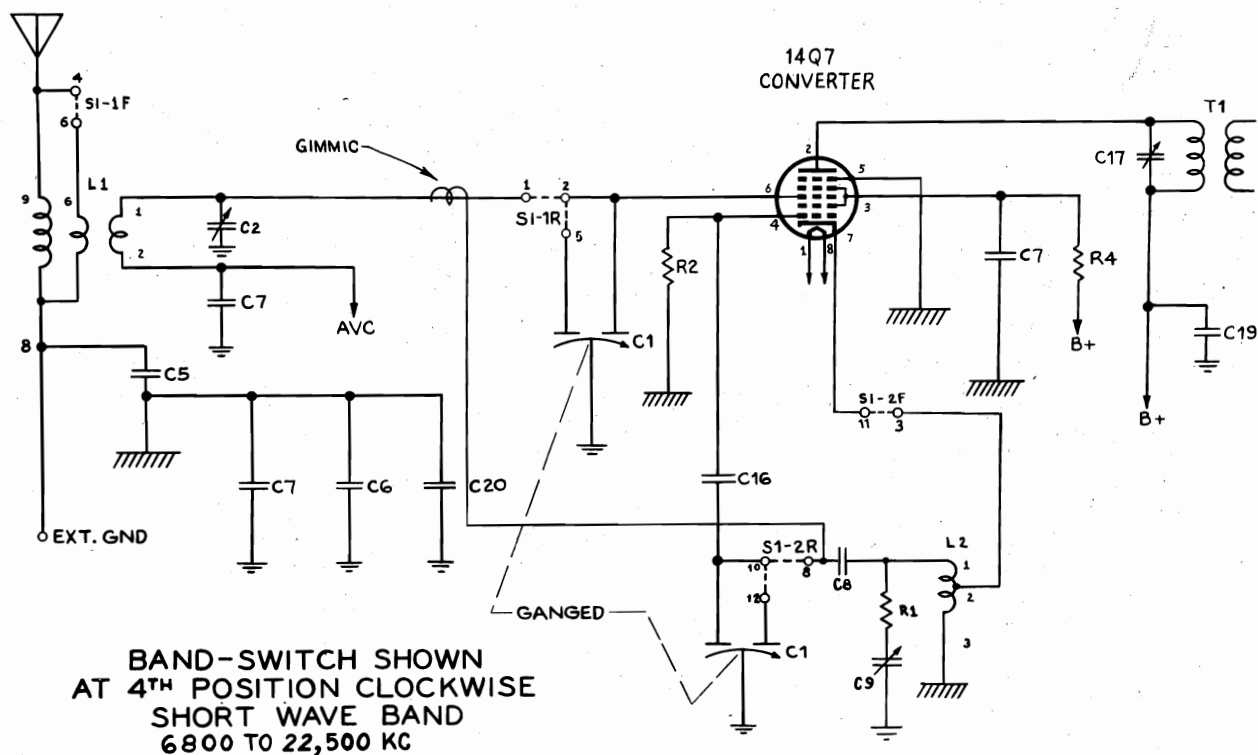 14Q7
CONVERTER
4
S1-1F
6
GIMMIC
T1
2
5
C17
9
L1
6
1
1
2
6
3
S1-1R
5
4
7
1
8
C2
2
R2
C7
R4
C7
AVC
C1
B+
C19
8
C5
S1-2F
11
3
B+
C7
C6
C20
C16
EXT. GND
S1-2R
10
8
C8
L2
1
2
12
R1
3
GANGED
C1
C9
BAND-SWITCH SHOWN
AT 4TH POSITION CLOCKWISE
SHORT WAVE BAND
6800 TO 22,500 KC